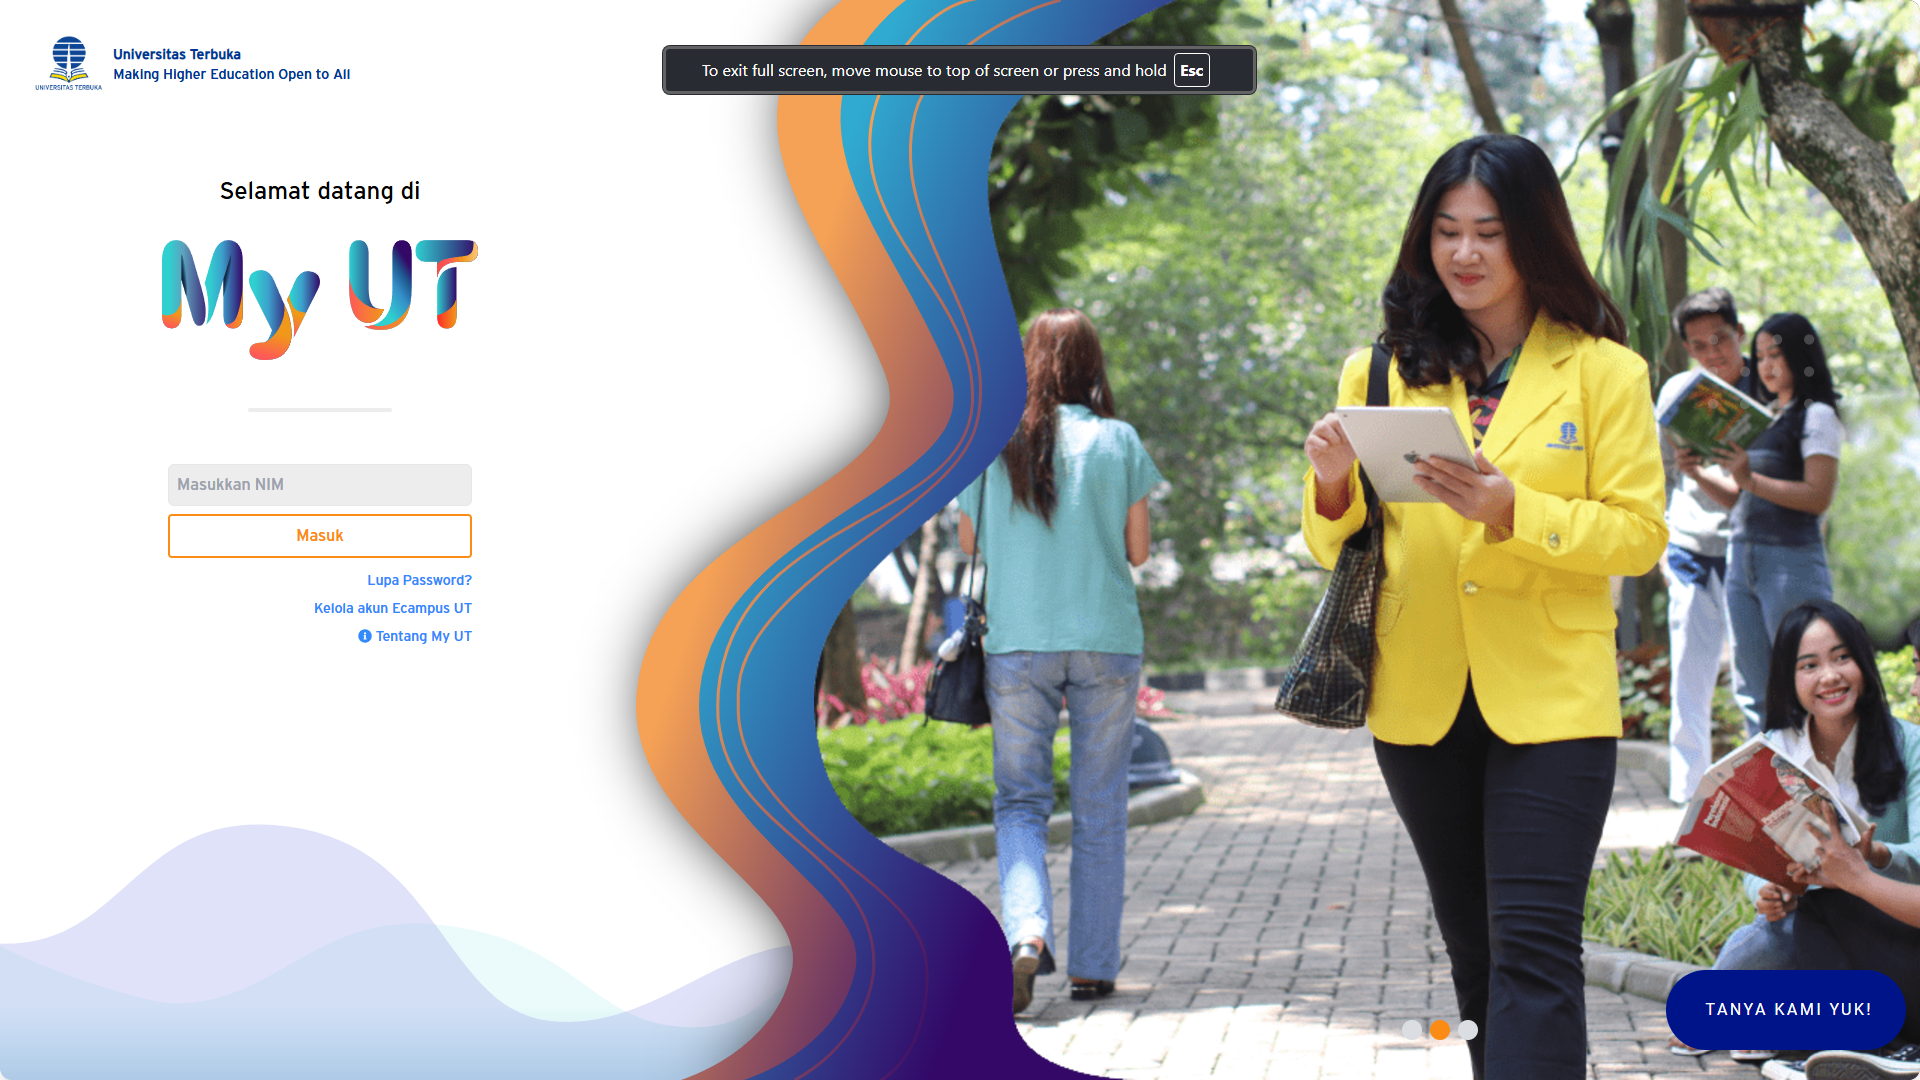 Universitas Terbuka
Making Higher Education Open to All
UNIVERSITAS TERBUKA
To exit full screen, move mouse to top of screen or press and hold Esc
Selamat datang di
My UT
Masukkan NIM
Masuk
Lupa Password?
Kelola akun Ecampus UT
Tentang My UT
TANYA KAMI YUK!